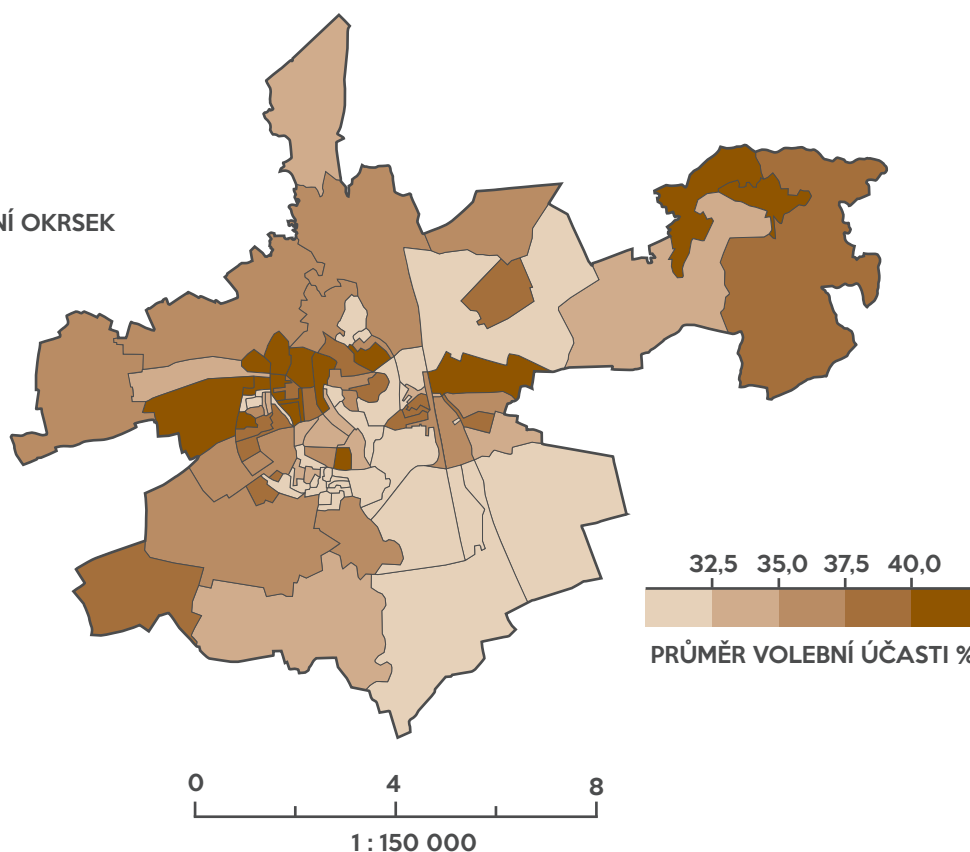 NÍ OKRSEK
32,5 35,0 37,5 40,0
PRŮMĚR VOLEBNÍ ÚČASTI %
0 4 8
1 : 150 000